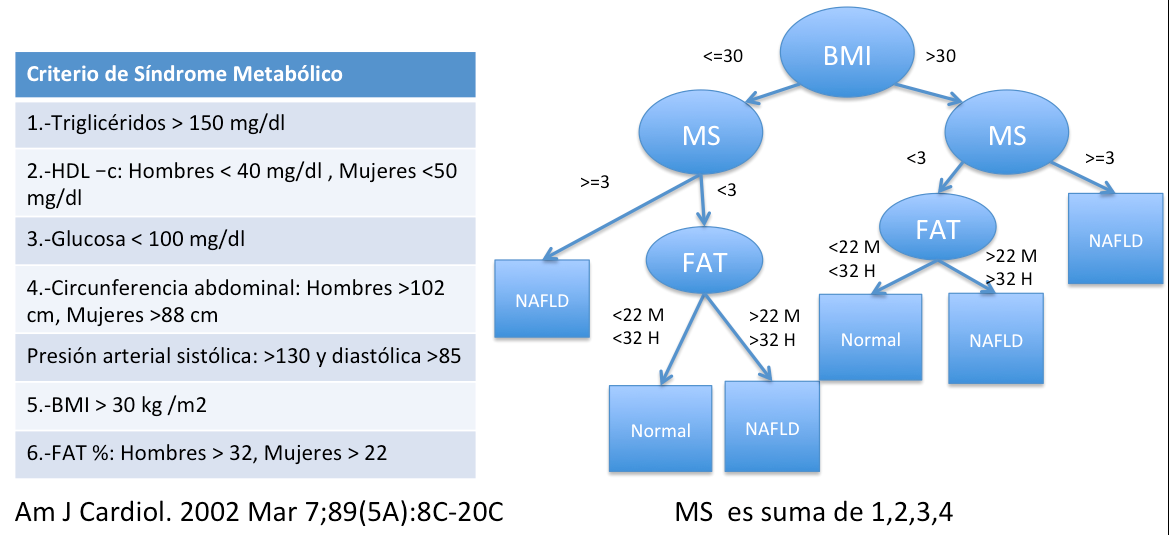 Criterio de Síndrome Metabólico
1.-Triglicéridos > 150 mg/dl
2.-HDL −c: Hombres < 40 mg/dl , Mujeres <50
mg/dl
3.-Glucosa < 100 mg/dl
4.-Circunferencia abdominal: Hombres >102
cm, Mujeres >88 cm
Presión arterial sistólica: >130 y diastólica >85
5.-BMI > 30 kg /m2
6.-FAT %: Hombres > 32, Mujeres > 22
Am J Cardiol. 2002 Mar 7;89(5A):8C-20C
BMI
<=30
>30
MS
MS
>=3
<3
<3
>=3
NAFLD
FAT
FAT
NAFLD
<22 M
<32 H
>22 M
>32 H
<22 M
<32 H
>22 M
>32 H
Normal
NAFLD
Normal
NAFLD
MS es suma de 1,2,3,4